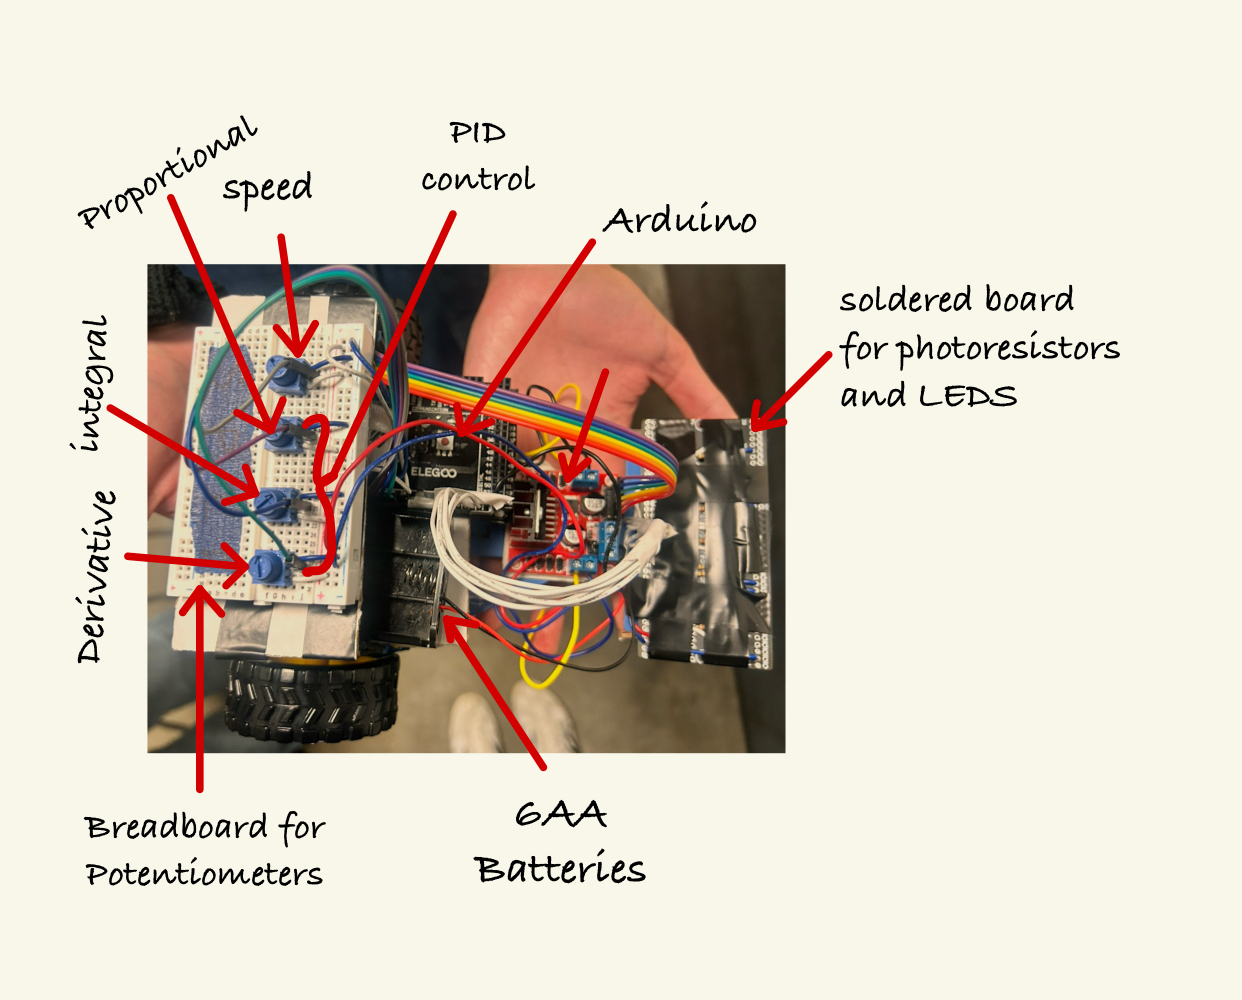 Proportional
speed
PID
control
Arduino
soldered board
for photoresistors
and LEDS
integral
Derivative
ELEGOO
Breadboard for
Potentiometers
6AA
Batteries